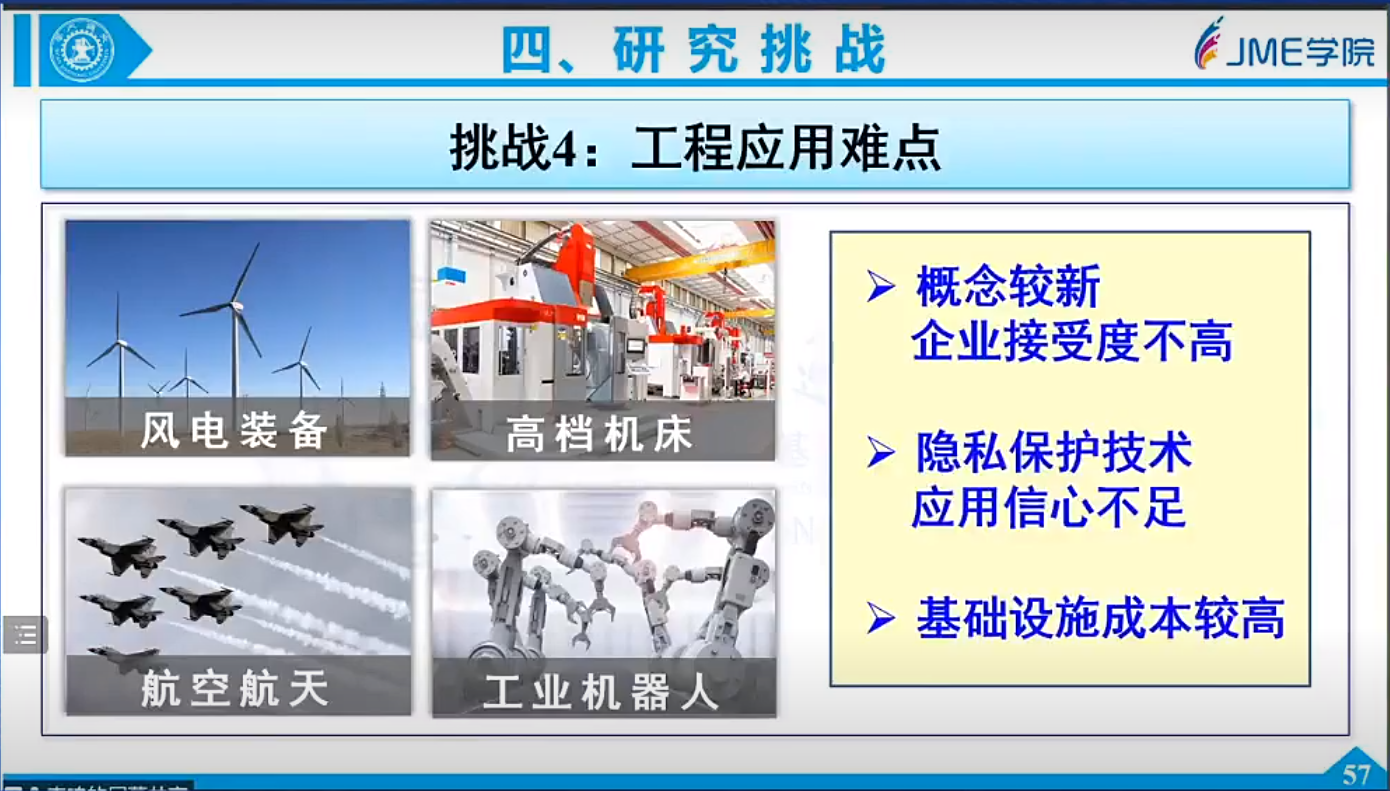 四、研究挑战
JME学院
挑战4：工程应用难点
风电装备
高档机床
航空航天
工业机器人
➢ 概念较新
企业接受度不高
➢ 隐私保护技术
应用信心不足
➢ 基础设施成本较高
57